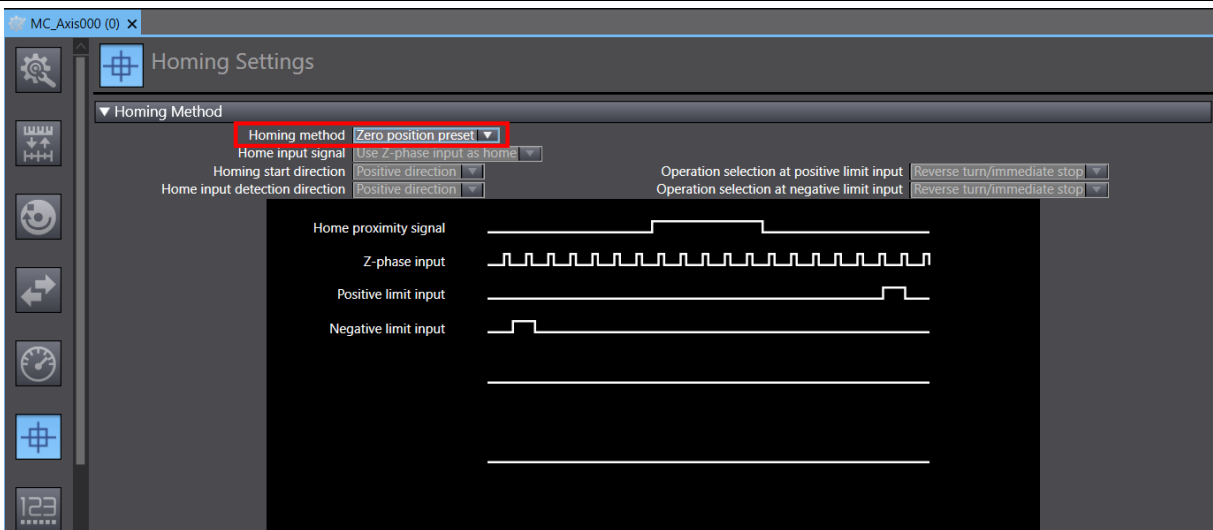 MC_Axis000 (0)
Homing Settings
Homing Method
Homing method Zero position preset
Home input signal Use Z-phase input as home
Homing start direction Positive direction Operation selection at positive limit input Reverse turn/immediate stop
Home input detection direction Positive direction Operation selection at negative limit input Reverse turn/immediate stop
Home proximity signal
Z-phase input
Positive limit input
Negative limit input
123